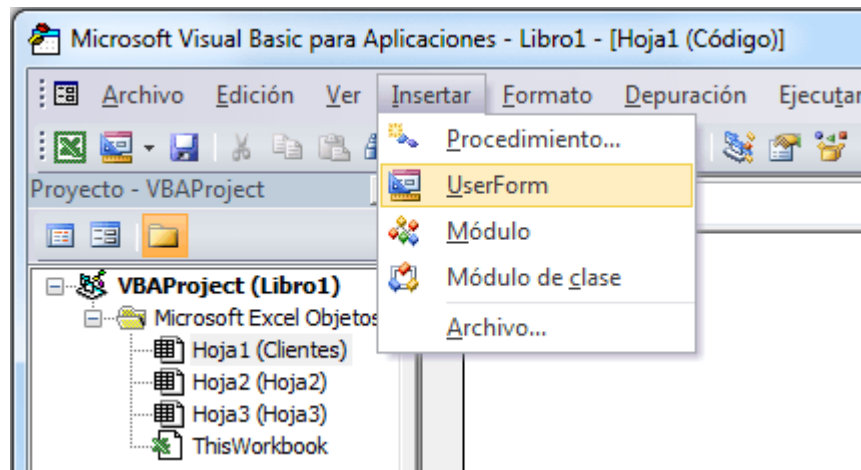 Microsoft Visual Basic para Aplicaciones - Libro1 - [Hoja1 (Código)]
Archivo Edición Ver Insertar Formato Depuración Ejecutar
Procedimiento...
Proyecto - VBAProject
UserForm
Módulo
Módulo de clase
VBAProject (Libro1)
Microsoft Excel Objetos
Archivo...
Hoja1 (Clientes)
Hoja2 (Hoja2)
Hoja3 (Hoja3)
ThisWorkbook